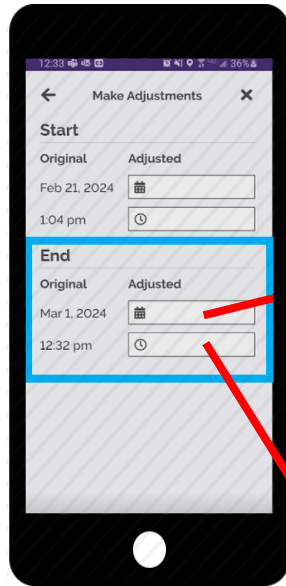 12:33 36%
Make Adjustments
Start
Original Adjusted
Feb 21, 2024
1:04 pm
End
Original Adjusted
Mar 1, 2024
12:32 pm